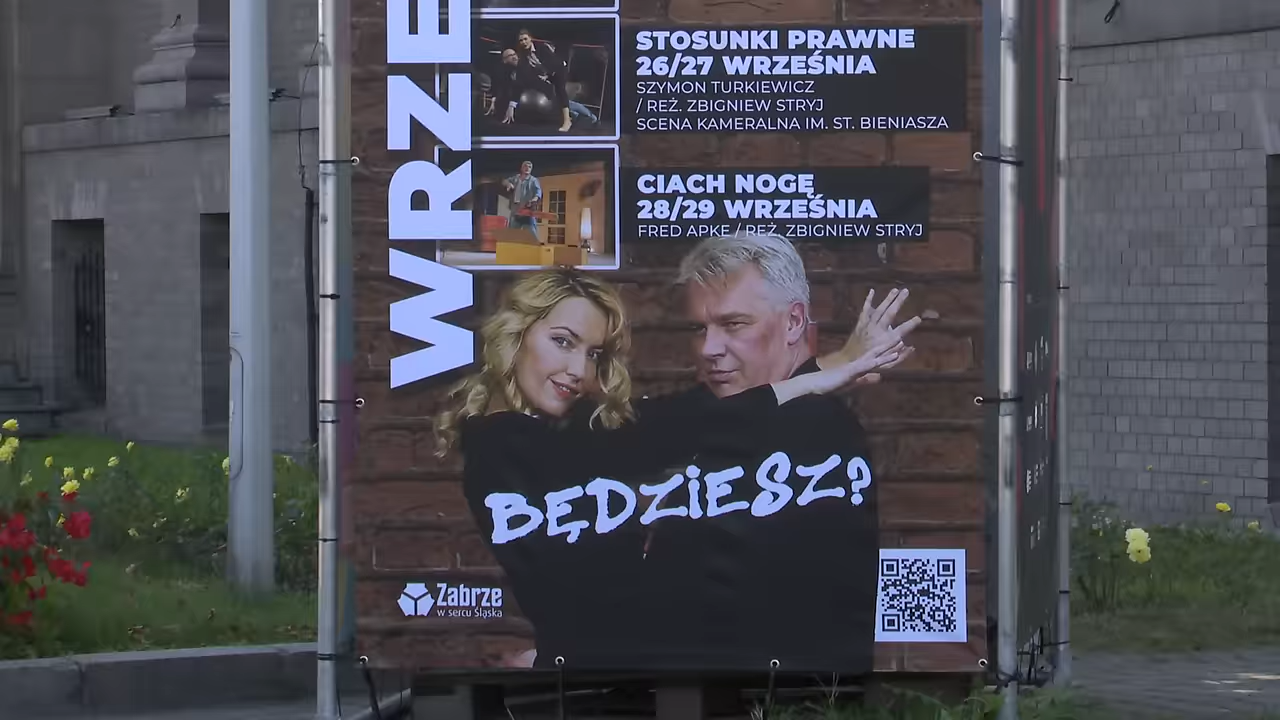 WRZE
STOSUNKI PRAWNE
26/27 WRZEŚNIA
SZYMON TURKIEWICZ
/ REŻ. ZBIGNIEW STRYJ
SCENA KAMERALNA IM. ST. BIENIASZA
CIACH NOGĘ
28/29 WRZEŚNIA
FRED APKE / REŻ. ZBIGNIEW STRYJ
BĘDZIESZ?
Zabrze
w sercu Śląska